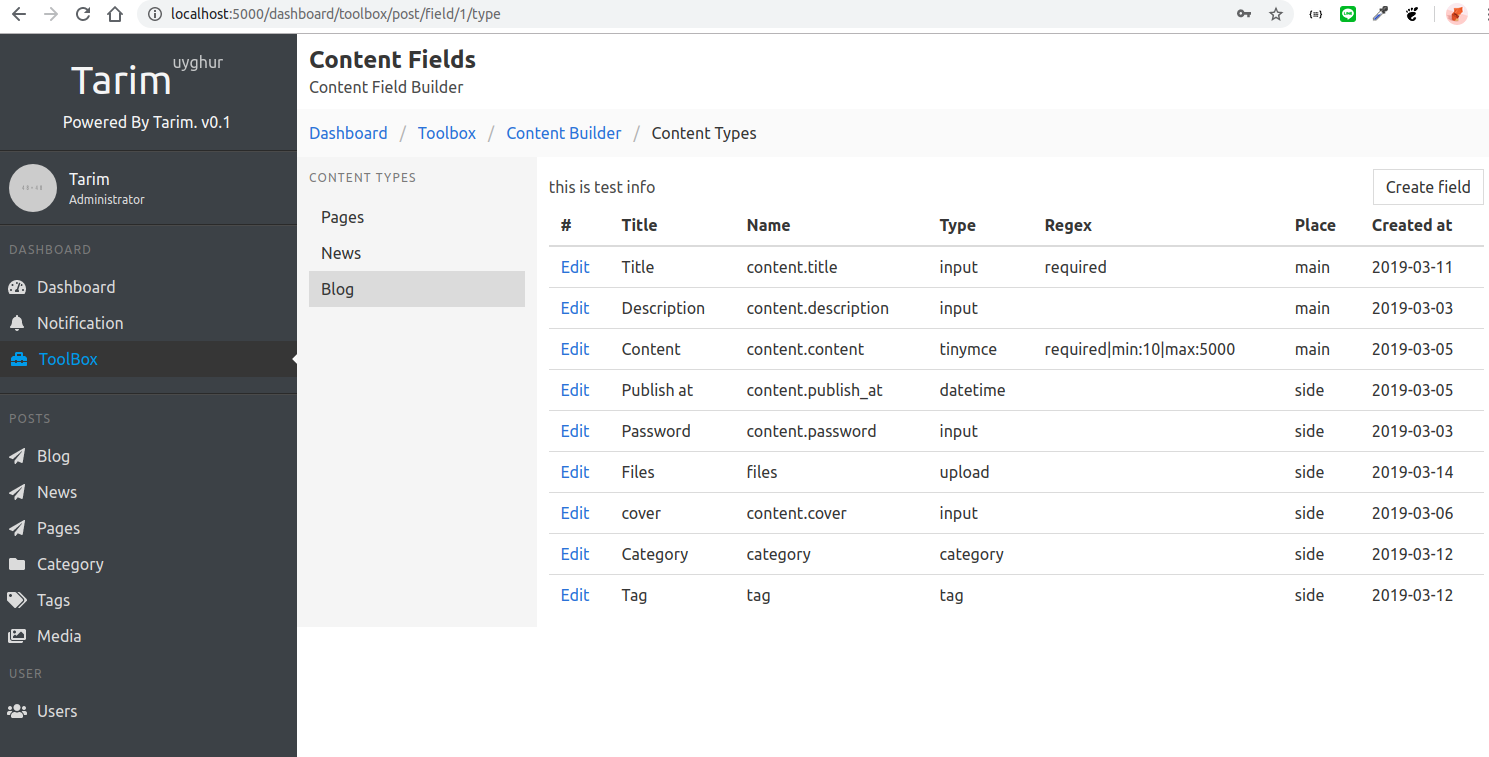 localhost:5000/dashboard/toolbox/post/field/1/type
Tarim uyghur
Powered By Tarim. v0.1
Tarim
Administrator
DASHBOARD
Dashboard
Notification
ToolBox
POSTS
Blog
News
Pages
Category
Tags
Media
USER
Users
Content Fields
Content Field Builder
Dashboard / Toolbox / Content Builder / Content Types
CONTENT TYPES
Pages
News
Blog
this is test info
Create field
# Title Name Type Regex Place Created at
Edit Title content.title input required main 2019-03-11
Edit Description content.description input main 2019-03-03
Edit Content content.content tinymce required|min:10|max:5000 main 2019-03-05
Edit Publish at content.publish_at datetime side 2019-03-05
Edit Password content.password input side 2019-03-03
Edit Files files upload side 2019-03-14
Edit cover content.cover input side 2019-03-06
Edit Category category category side 2019-03-12
Edit Tag tag tag side 2019-03-12